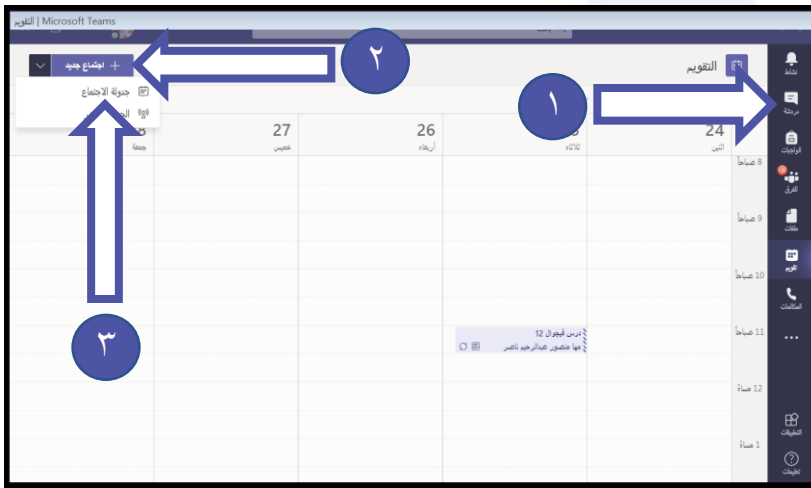 التقويم | Microsoft Teams
التقويم
+ اجتماع جديد
جدولة الاجتماع
١
٢
٣
24
اثنين
ثلاثاء
26
أربعاء
27
خميس
8
جمعة
8 صباحاً
9 صباحاً
10 صباحاً
11 صباحاً
12 مساءً
1 مساءً
درس فيجوال 12
مها منصور عبدالرحيم ناصر
نشاط
دردشة
الواجبات
الفرق
ملفات
تقويم
المكالمات
...
التطبيقات
تعليمات